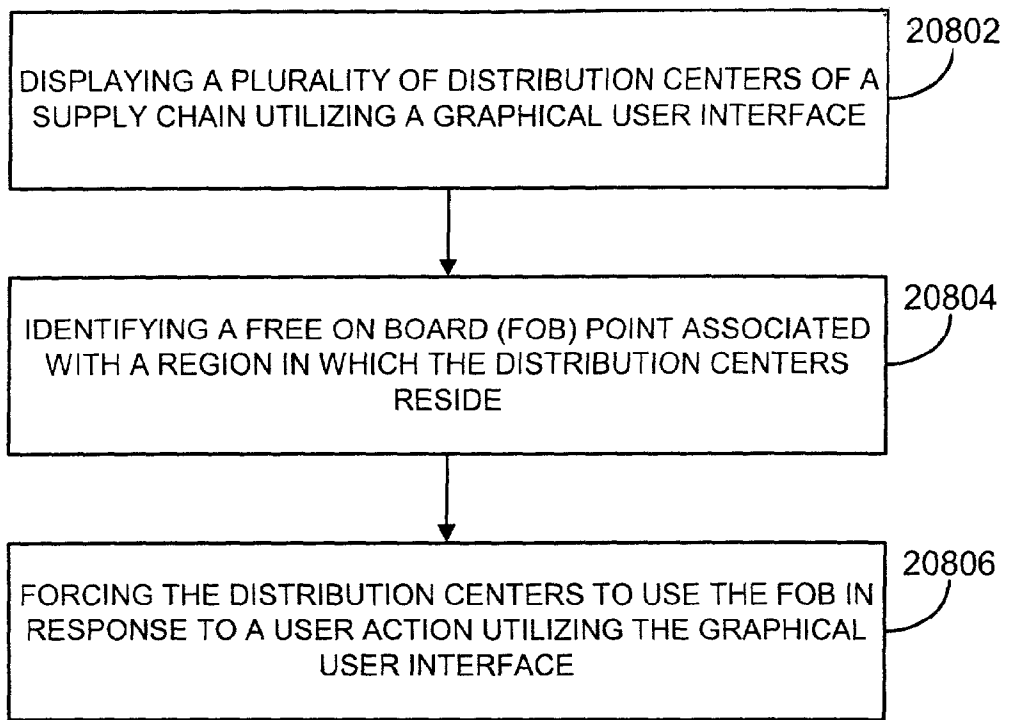 20802
DISPLAYING A PLURALITY OF DISTRIBUTION CENTERS OF A
SUPPLY CHAIN UTILIZING A GRAPHICAL USER INTERFACE
20804
IDENTIFYING A FREE ON BOARD (FOB) POINT ASSOCIATED
WITH A REGION IN WHICH THE DISTRIBUTION CENTERS
RESIDE
20806
FORCING THE DISTRIBUTION CENTERS TO USE THE FOB IN
RESPONSE TO A USER ACTION UTILIZING THE GRAPHICAL
USER INTERFACE